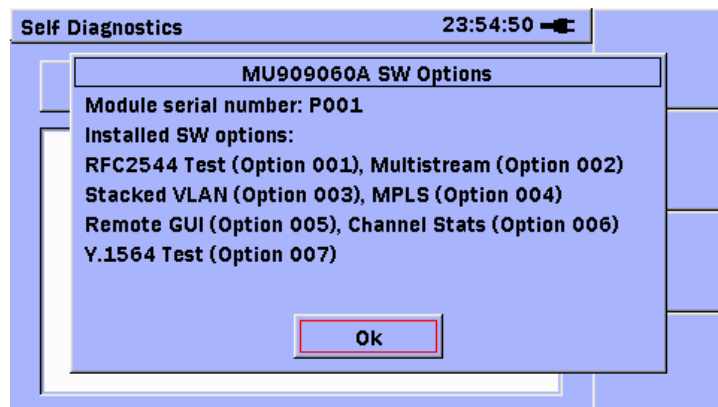 Self Diagnostics 23:54:50
MU909060A SW Options
Module serial number: P001
Installed SW options:
RFC2544 Test (Option 001), Multistream (Option 002)
Stacked VLAN (Option 003), MPLS (Option 004)
Remote GUI (Option 005), Channel Stats (Option 006)
Y.1564 Test (Option 007)
Ok